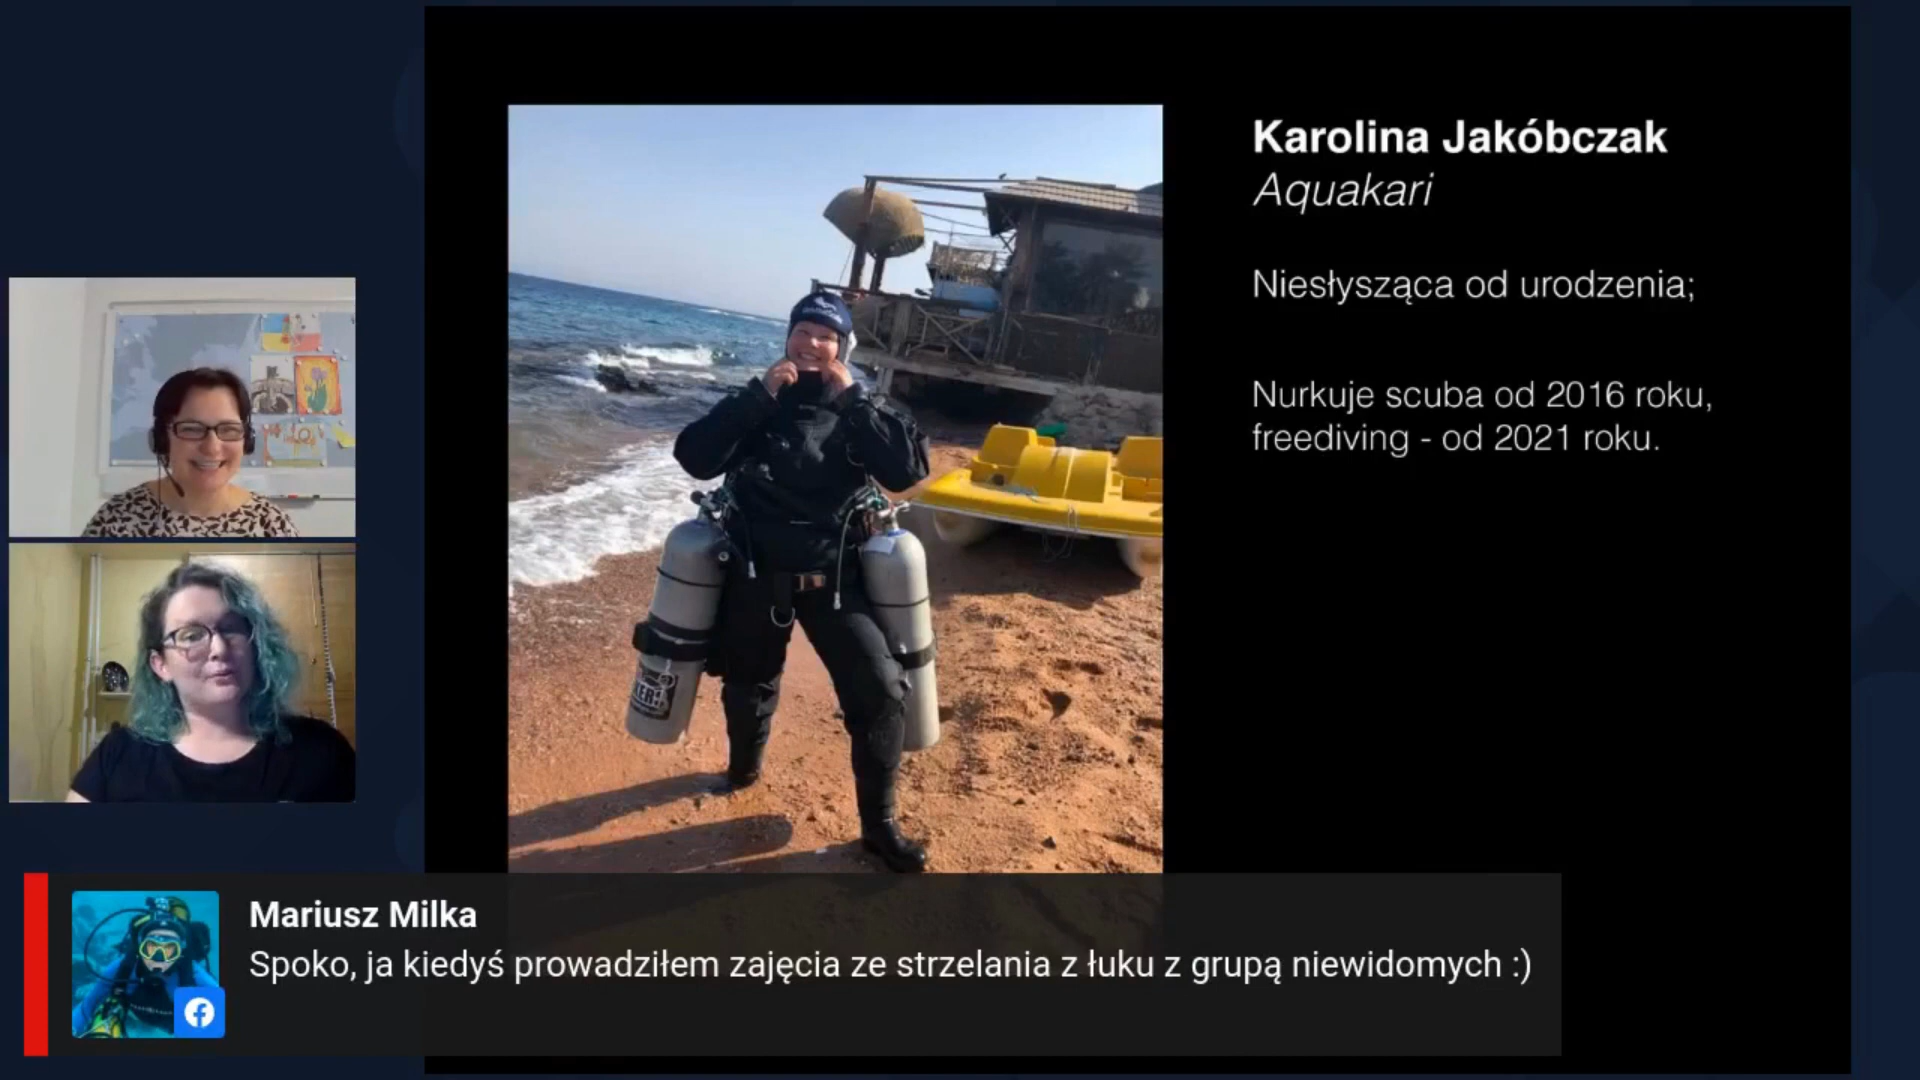 Karolina Jakóbczak
Aquakari
Niesłysząca od urodzenia;
Nurkuje scuba od 2016 roku,
freediving - od 2021 roku.
Mariusz Milka
Spoko, ja kiedyś prowadziłem zajęcia ze strzelania z łuku z grupą niewidomych :)